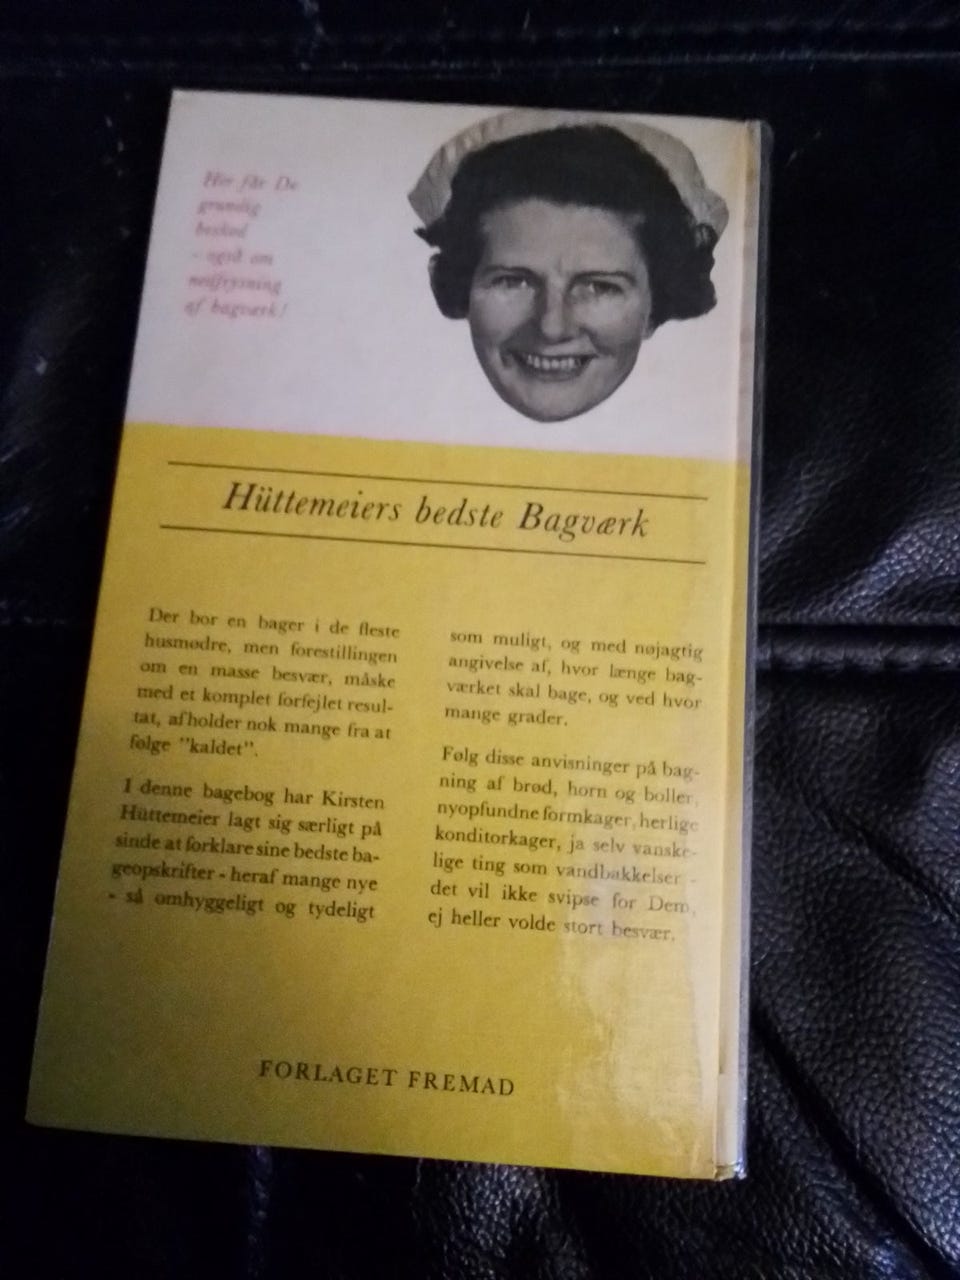 Her får De
grundig
besked
- også om
nedfrysning
af bagværk!
Hüttemeiers bedste Bagværk
Der bor en bager i de fleste
husmødre, men forestillingen
om en masse besvær, måske
med et komplet forfejlet resul-
tat, afholder nok mange fra at
følge "kaldet".
I denne bagebog har Kirsten
Hüttemeier lagt sig særligt på
sinde at forklare sine bedste ba-
geopskrifter - heraf mange nye
- så omhyggeligt og tydeligt
som muligt, og med nøjagtig
angivelse af, hvor længe bag-
værket skal bage, og ved hvor
mange grader.
Følg disse anvisninger på bag-
ning af brød, horn og boller,
nyopfundne formkager, herlige
konditorkager, ja selv vanske-
lige ting som vandbakkelser -
det vil ikke svipse for Dem,
ej heller volde stort besvær.
FORLAGET FREMAD